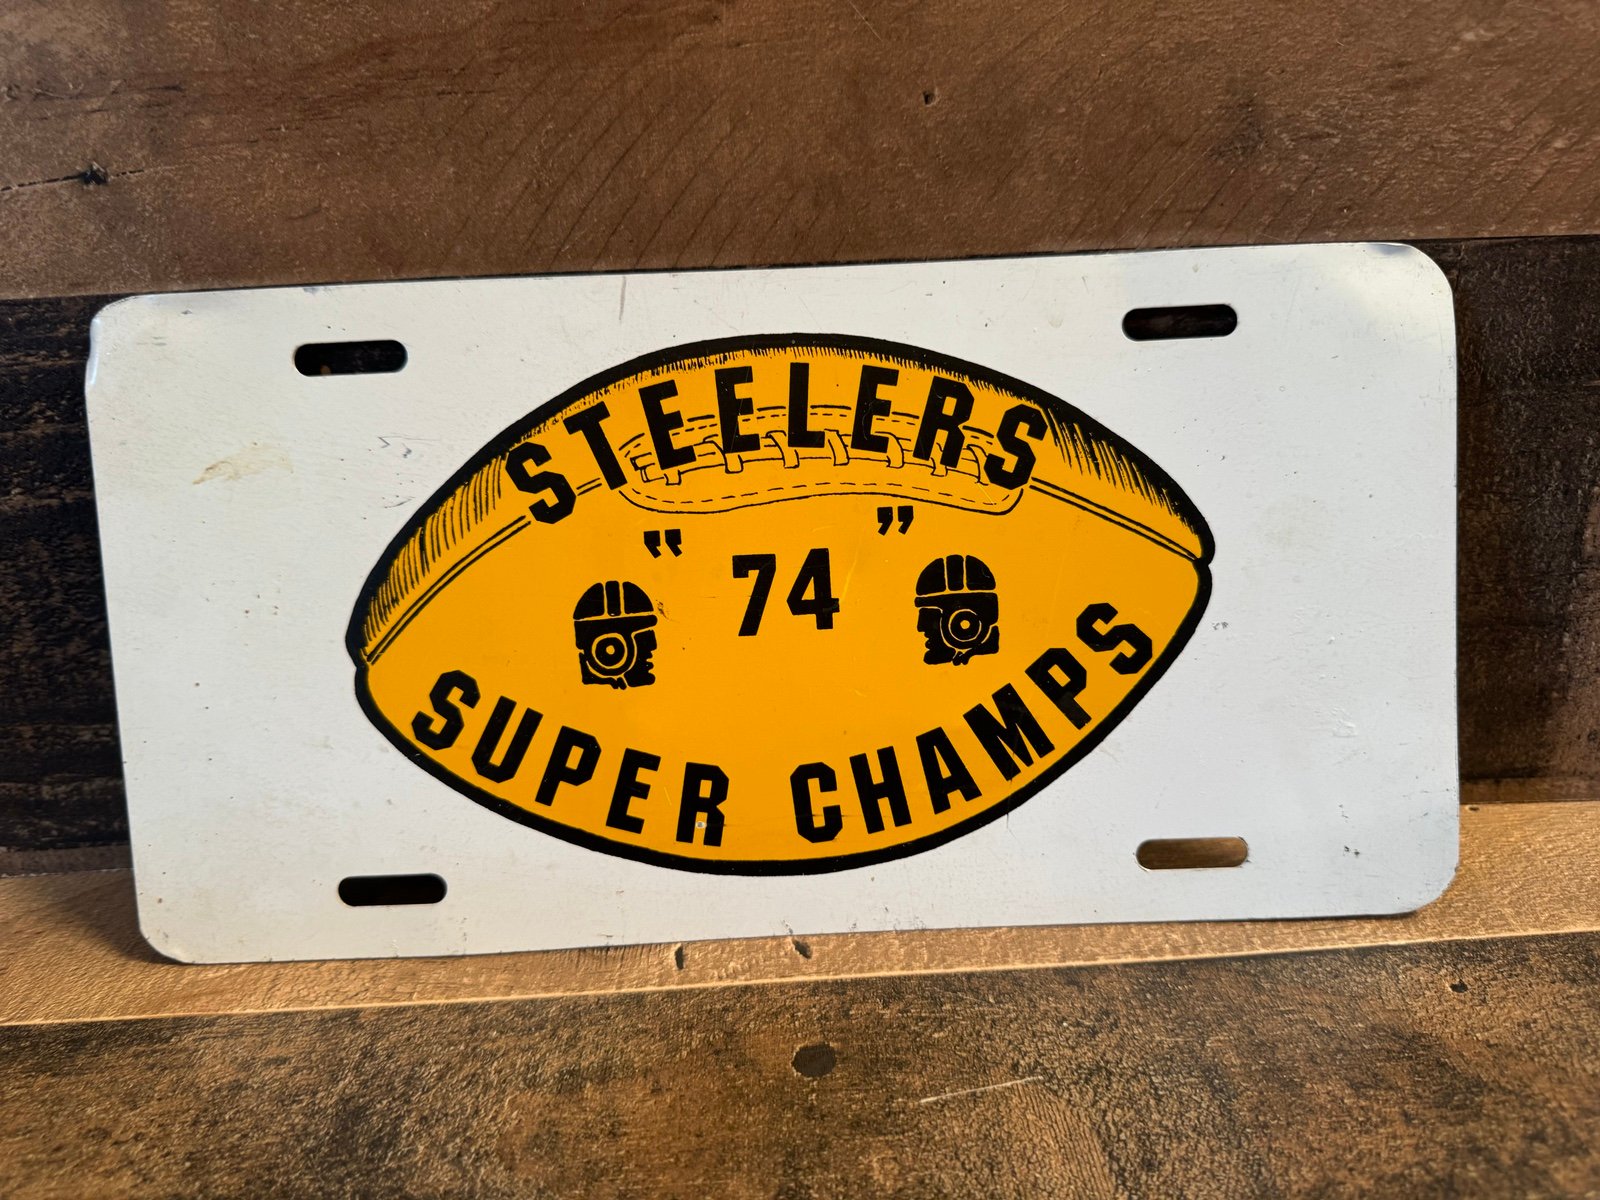 STEELERS
"74"
SUPER CHAMPS